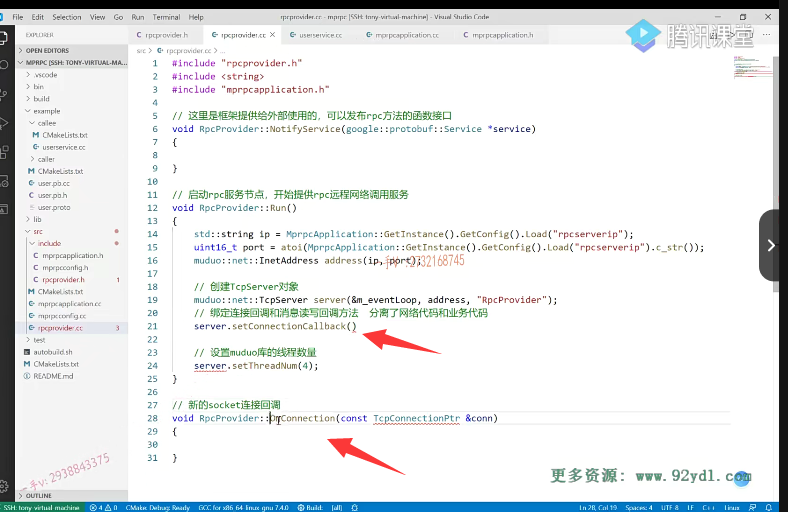 File Edit Selection View Go Run Terminal Help
rpcprovider.cc - mprpc [SSH: tony-virtual-machine] - Visual Studio Code
EXPLORER
rpcprovider.h
rpcprovider.cc
userservice.cc
mprpcapplication.cc
mprpcapplication.h
腾讯课堂
OPEN EDITORS
MPRPC [SSH: TONY-VIRTUAL-MA...
.vscode
bin
build
example
callee
CMakeLists.txt
userservice.cc
caller
CMakeLists.txt
user.pb.cc
user.pb.h
user.proto
lib
src
include
mprpcapplication.h
mprpcconfig.h
rpcprovider.h 1
CMakeLists.txt
mprpcapplication.cc
mprpcconfig.cc
rpcprovider.cc 3
test
autobuild.sh
CMakeLists.txt
README.md
OUTLINE
src > rpcprovider.cc > ...
1 #include "rpcprovider.h"
2 #include <string>
3 #include "mprpcapplication.h"
4
5 // 这里是框架提供给外部使用的，可以发布rpc方法的函数接口
6 void RpcProvider::NotifyService(google::protobuf::Service *service)
7 {
8
9 }
10
11 // 启动rpc服务节点，开始提供rpc远程网络调用服务
12 void RpcProvider::Run()
13 {
14 std::string ip = MprpcApplication::GetInstance().GetConfig().Load("rpcserverip");
15 uint16_t port = atoi(MprpcApplication::GetInstance().GetConfig().Load("rpcserverip").c_str());
16 muduo::net::InetAddress address(ip, port);
17
18 // 创建TcpServer对象
19 muduo::net::TcpServer server(&m_eventLoop, address, "RpcProvider");
20 // 绑定连接回调和消息读写回调方法 分离了网络代码和业务代码
21 server.setConnectionCallback()
22
23 // 设置muduo库的线程数量
24 server.setThreadNum(4);
25 }
26
27 // 新的socket连接回调
28 void RpcProvider::OnConnection(const TcpConnectionPtr &conn)
29 {
30
31 }
v: 2938843375
更多资源: www.92ydl.com
SSH: tony-virtual-machine 4 0 CMake: Debug: Ready GCC for x86_64-linux-gnu 7.4.0 Build: [all] Ln 28, Col 19 Spaces: 4 UTF-8 LF C++ Linux